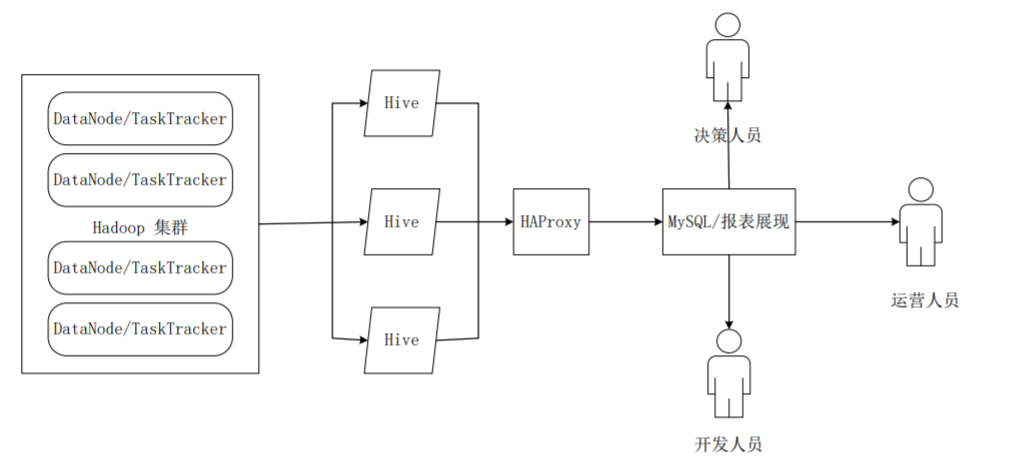 DataNode/TaskTracker
DataNode/TaskTracker
Hadoop 集群
DataNode/TaskTracker
DataNode/TaskTracker
Hive
Hive
Hive
HAProxy
MySQL/报表展现
决策人员
运营人员
开发人员